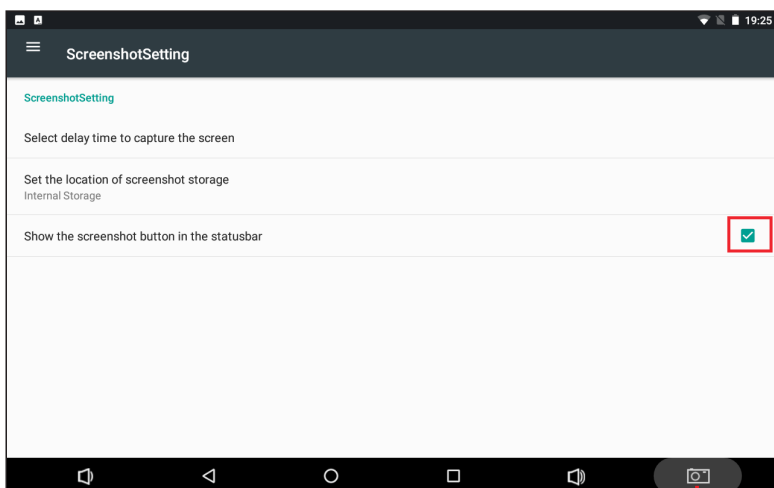 19:25
ScreenshotSetting
ScreenshotSetting
Select delay time to capture the screen
Set the location of screenshot storage
Internal Storage
Show the screenshot button in the statusbar